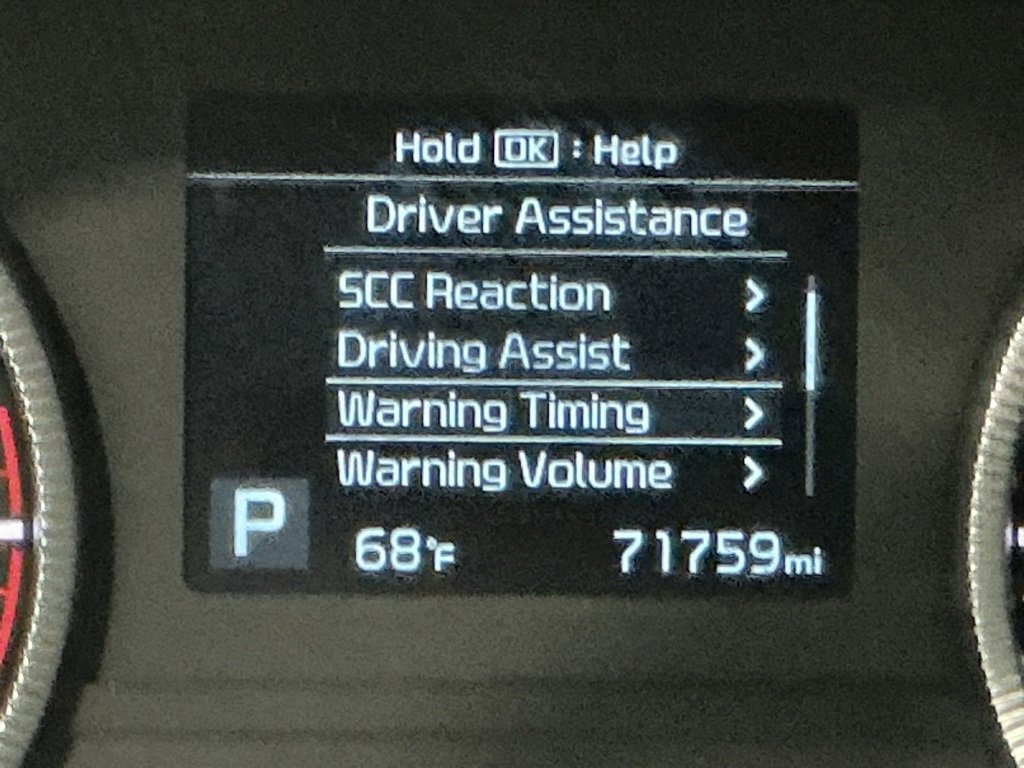 Hold OK : Help
Driver Assistance
SCC Reaction >
Driving Assist >
Warning Timing >
Warning Volume >
P 68°F 71759mi